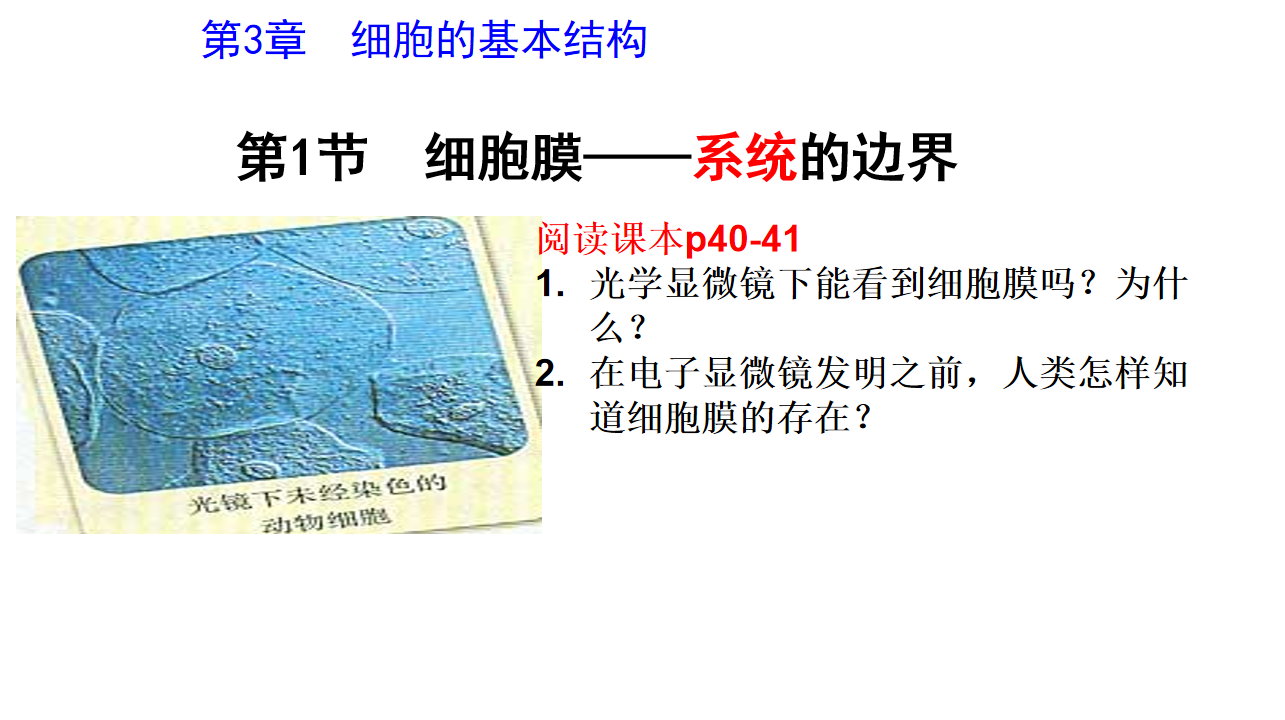 第3章　细胞的基本结构
第1节　细胞膜——系统的边界
阅读课本p40-41
1. 光学显微镜下能看到细胞膜吗？为什
么？
2. 在电子显微镜发明之前，人类怎样知
道细胞膜的存在？
光镜下未经染色的
动物细胞